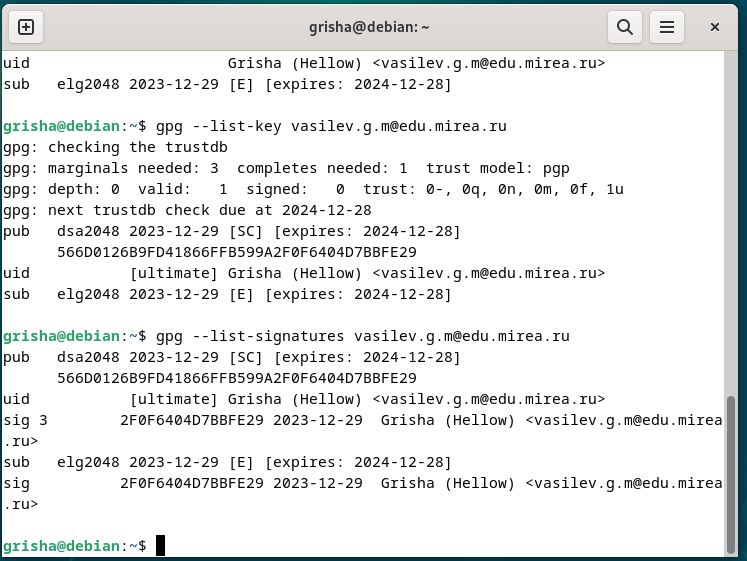 grisha@debian: ~
uid                      Grisha (Hellow) <vasilev.g.m@edu.mirea.ru>
sub   elg2048 2023-12-29 [E] [expires: 2024-12-28]
grisha@debian:~$ gpg --list-key vasilev.g.m@edu.mirea.ru
gpg: checking the trustdb
gpg: marginals needed: 3  completes needed: 1  trust model: pgp
gpg: depth: 0  valid:   1  signed:   0  trust: 0-, 0q, 0n, 0m, 0f, 1u
gpg: next trustdb check due at 2024-12-28
pub   dsa2048 2023-12-29 [SC] [expires: 2024-12-28]
      566D0126B9FD41866FFB599A2F0F6404D7BBFE29
uid           [ultimate] Grisha (Hellow) <vasilev.g.m@edu.mirea.ru>
sub   elg2048 2023-12-29 [E] [expires: 2024-12-28]
grisha@debian:~$ gpg --list-signatures vasilev.g.m@edu.mirea.ru
pub   dsa2048 2023-12-29 [SC] [expires: 2024-12-28]
      566D0126B9FD41866FFB599A2F0F6404D7BBFE29
uid           [ultimate] Grisha (Hellow) <vasilev.g.m@edu.mirea.ru>
sig 3        2F0F6404D7BBFE29 2023-12-29  Grisha (Hellow) <vasilev.g.m@edu.mirea
.ru>
sub   elg2048 2023-12-29 [E] [expires: 2024-12-28]
sig          2F0F6404D7BBFE29 2023-12-29  Grisha (Hellow) <vasilev.g.m@edu.mirea
.ru>
grisha@debian:~$